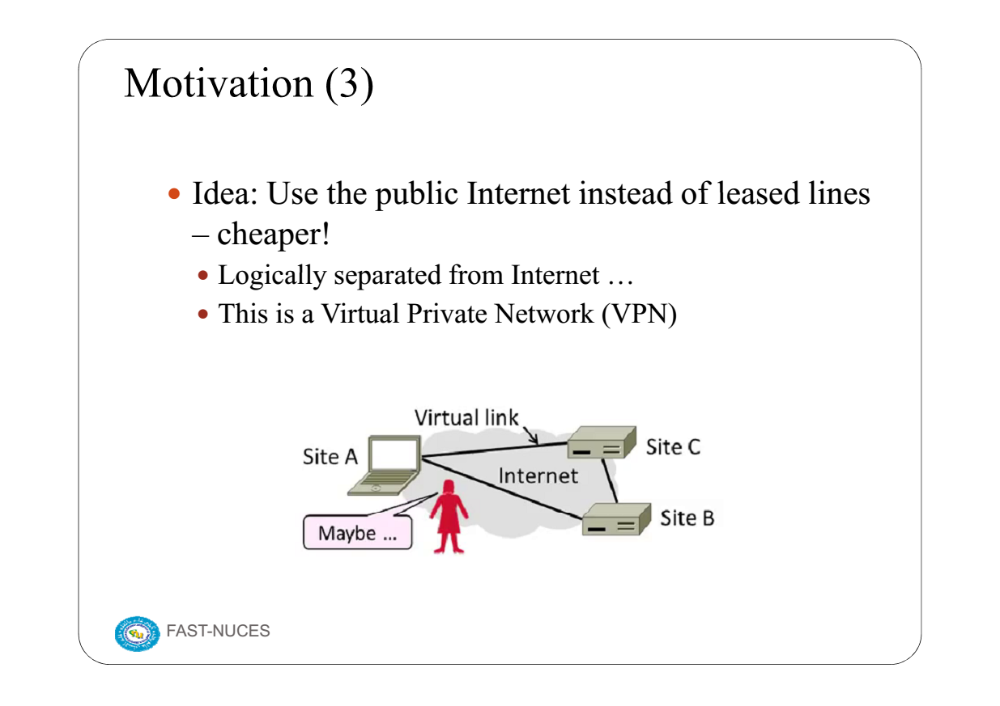 Motivation (3)
• Idea: Use the public Internet instead of leased lines
– cheaper!
• Logically separated from Internet …
• This is a Virtual Private Network (VPN)
Virtual link
Site A
Site C
Internet
Site B
Maybe ...
FAST-NUCES